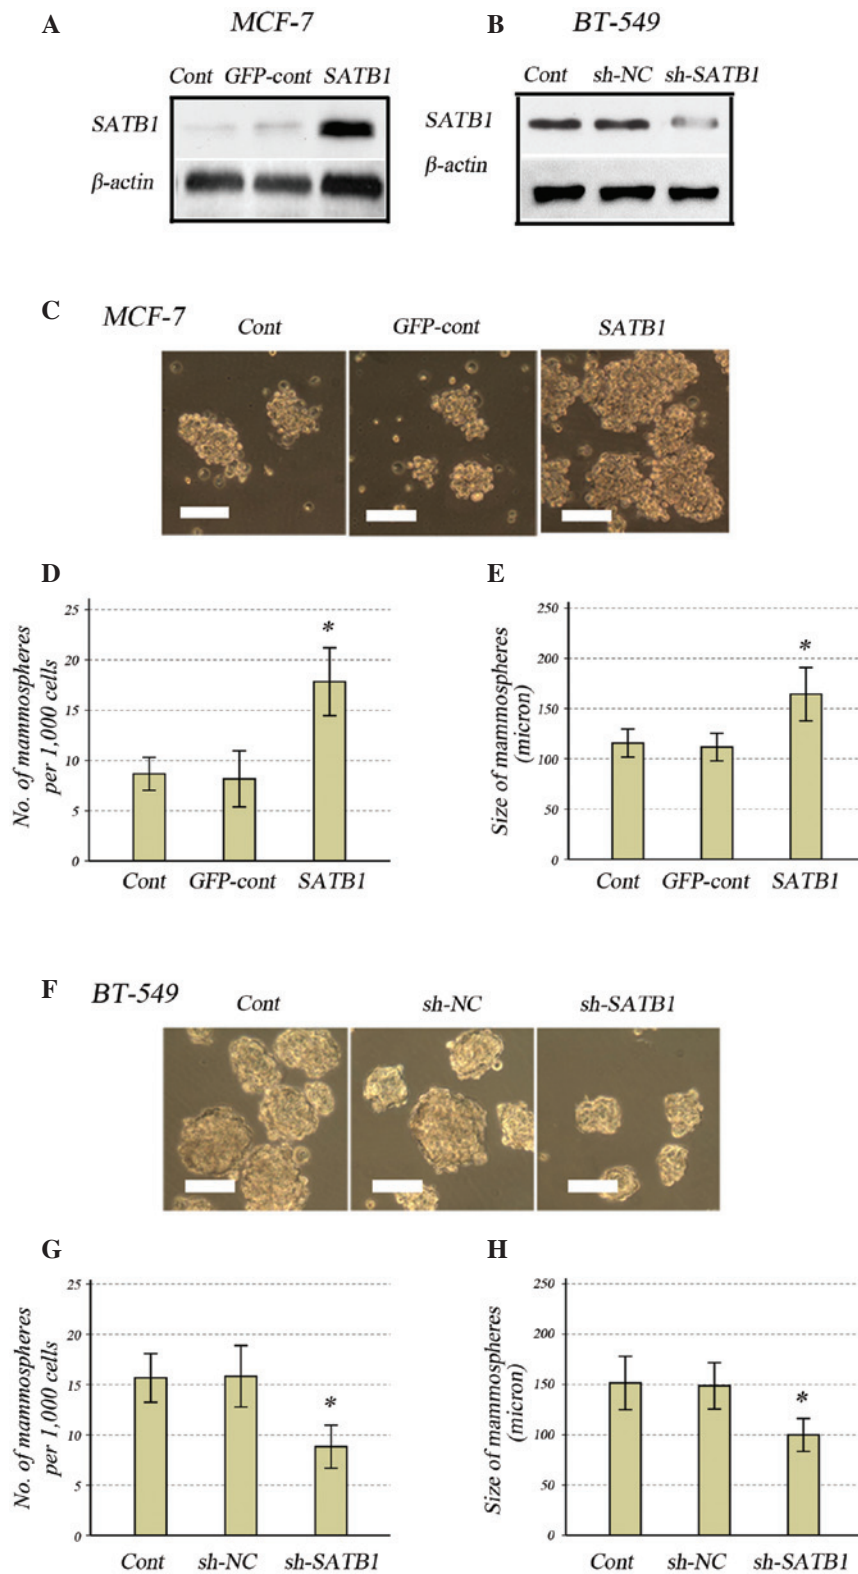 A MCF-7
Cont GFP-cont SATB1
SATB1
β-actin
B BT-549
Cont sh-NC sh-SATB1
SATB1
β-actin
C MCF-7
Cont GFP-cont SATB1
D
No. of mammospheres
per 1,000 cells
25
20
15
10
5
0
*
Cont GFP-cont SATB1
E
Size of mammospheres
(micron)
250
200
150
100
50
0
*
Cont GFP-cont SATB1
F BT-549
Cont sh-NC sh-SATB1
G
No. of mammospheres
per 1,000 cells
25
20
15
10
5
0
*
Cont sh-NC sh-SATB1
H
Size of mammospheres
(micron)
250
200
150
100
50
0
*
Cont sh-NC sh-SATB1